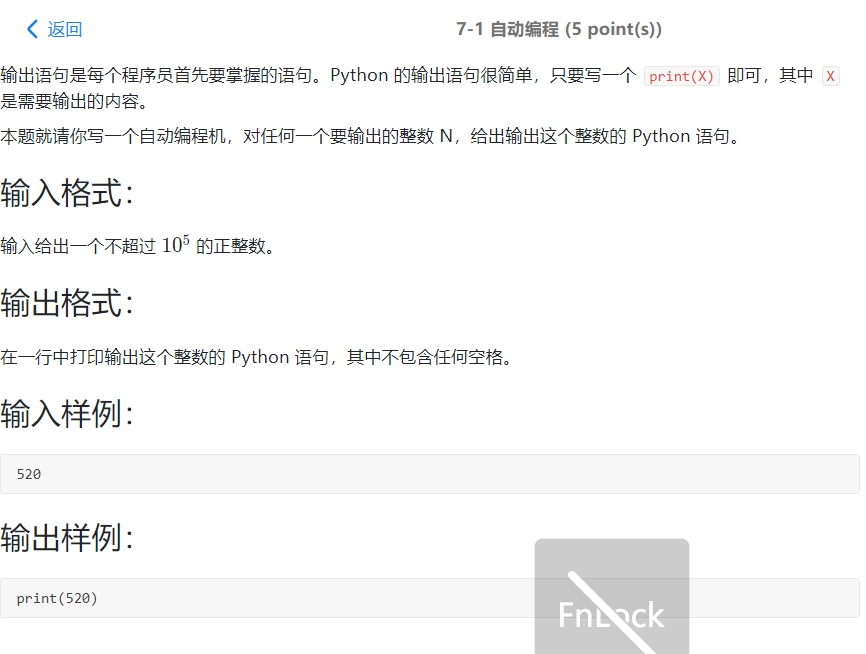 返回
7-1 自动编程 (5 point(s))
输出语句是每个程序员首先要掌握的语句。Python 的输出语句很简单，只要写一个 print(X) 即可，其中 X
是需要输出的内容。
本题就请你写一个自动编程机，对任何一个要输出的整数 N，给出输出这个整数的 Python 语句。
输入格式：
输入给出一个不超过 10⁵ 的正整数。
输出格式：
在一行中打印输出这个整数的 Python 语句，其中不包含任何空格。
输入样例：
520
输出样例：
print(520)
FnLock